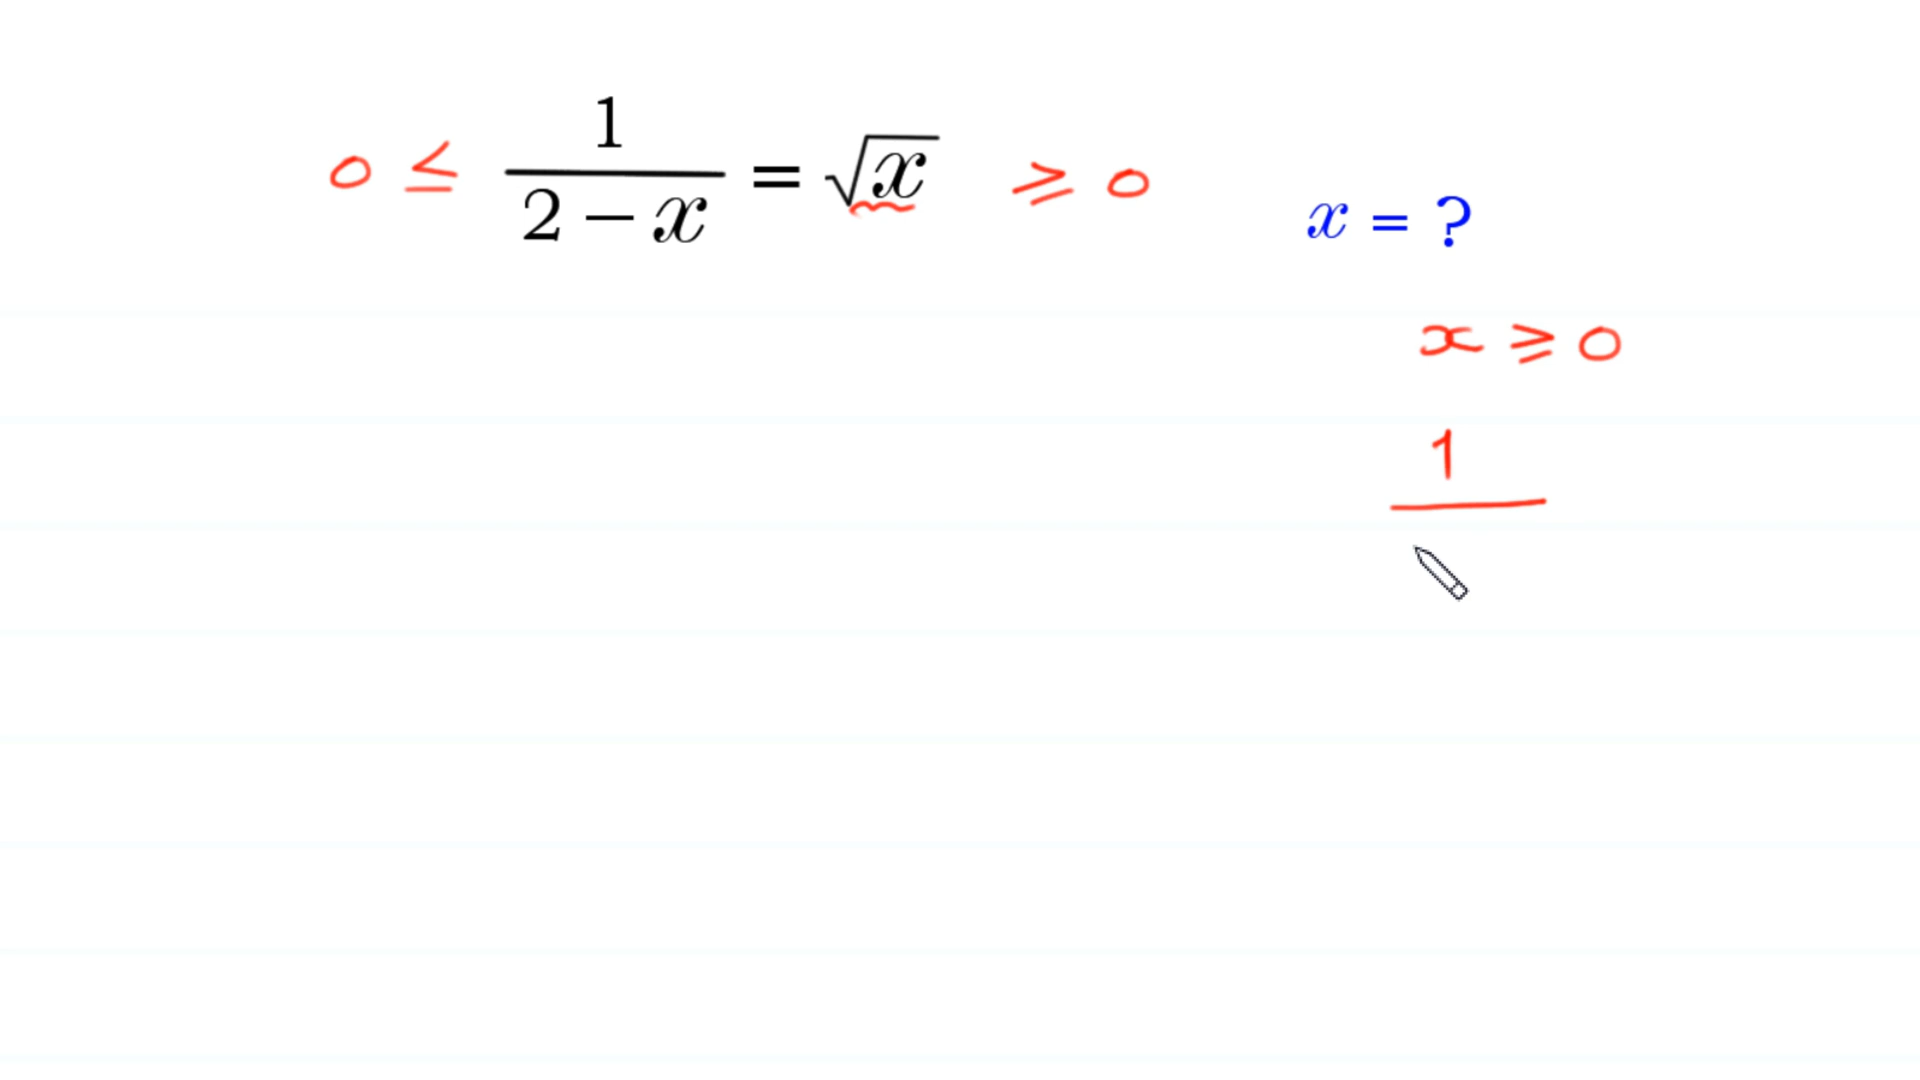 0 ≤ 1/(2 − x) = √x ≥ 0
x = ?
x ≥ 0
1